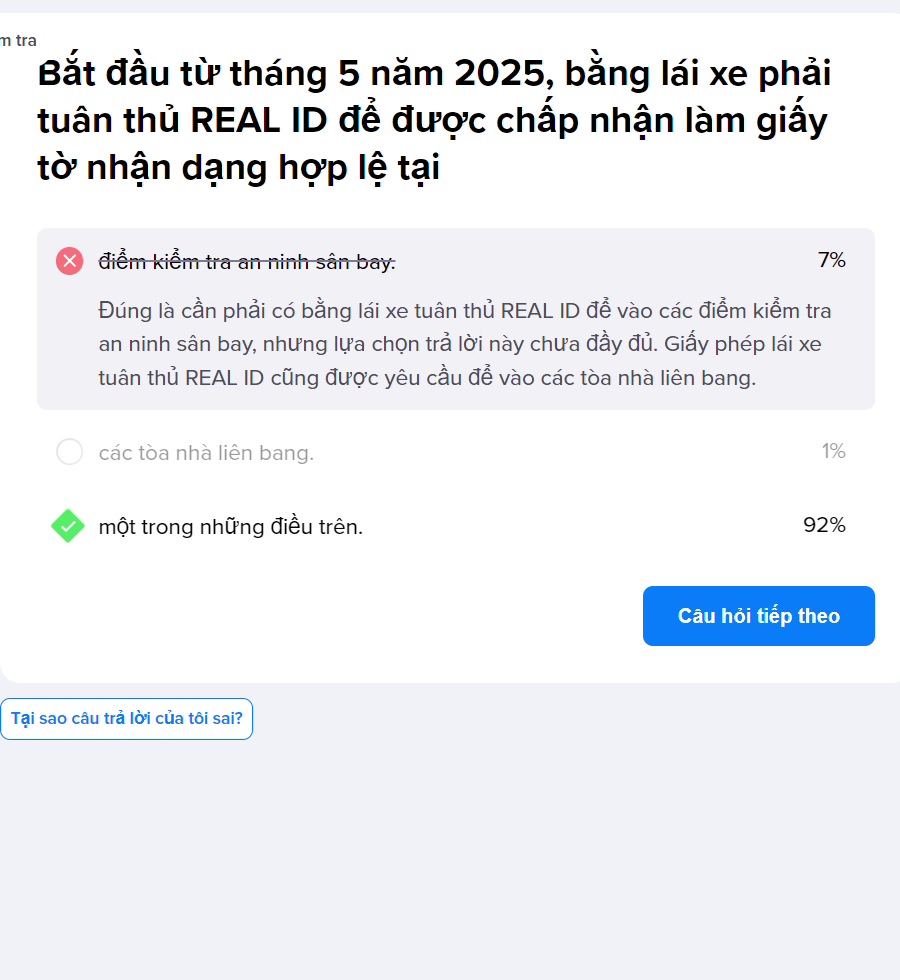 m tra
Bắt đầu từ tháng 5 năm 2025, bằng lái xe phải
tuân thủ REAL ID để được chấp nhận làm giấy
tờ nhận dạng hợp lệ tại
điểm kiểm tra an ninh sân bay.
7%
Đúng là cần phải có bằng lái xe tuân thủ REAL ID để vào các điểm kiểm tra
an ninh sân bay, nhưng lựa chọn trả lời này chưa đầy đủ. Giấy phép lái xe
tuân thủ REAL ID cũng được yêu cầu để vào các tòa nhà liên bang.
các tòa nhà liên bang.
1%
một trong những điều trên.
92%
Câu hỏi tiếp theo
Tại sao câu trả lời của tôi sai?